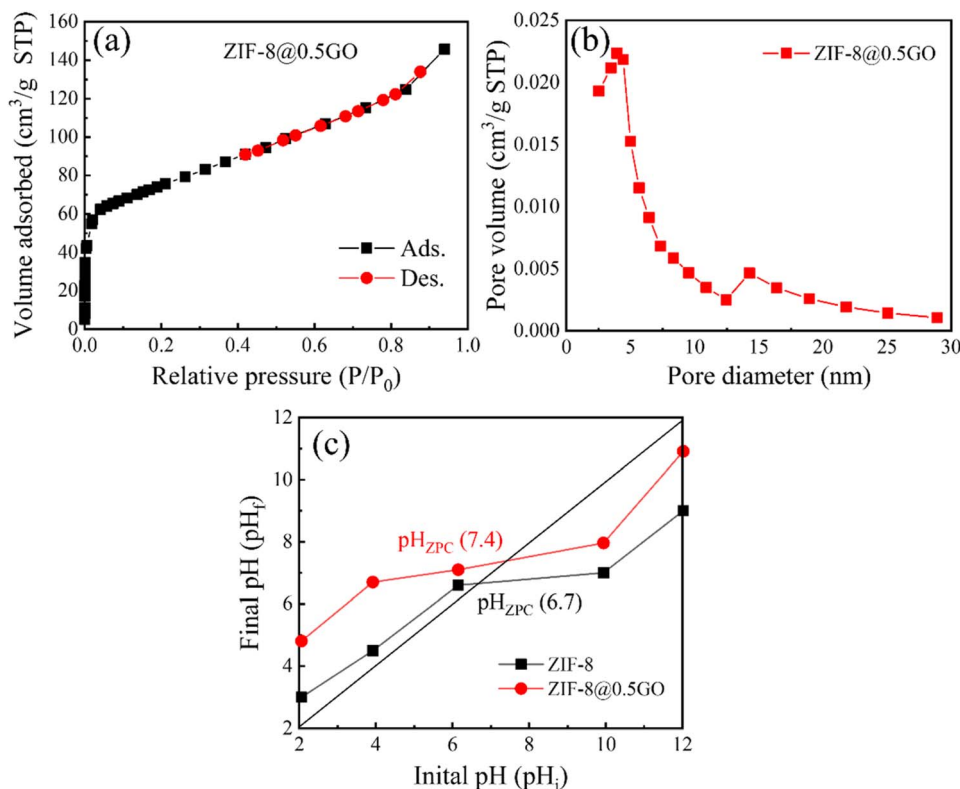 (a)
ZIF-8@0.5GO
Volume adsorbed (cm³/g STP)
160
140
120
100
80
60
40
20
0
Ads.
Des.
0.0 0.2 0.4 0.6 0.8 1.0
Relative pressure (P/P₀)
(b)
ZIF-8@0.5GO
Pore volume (cm³/g STP)
0.025
0.020
0.015
0.010
0.005
0.000
0 5 10 15 20 25 30
Pore diameter (nm)
(c)
Final pH (pH_f)
12
10
8
6
4
2
pH_ZPC (7.4)
pH_ZPC (6.7)
ZIF-8
ZIF-8@0.5GO
2 4 6 8 10 12
Inital pH (pH_i)